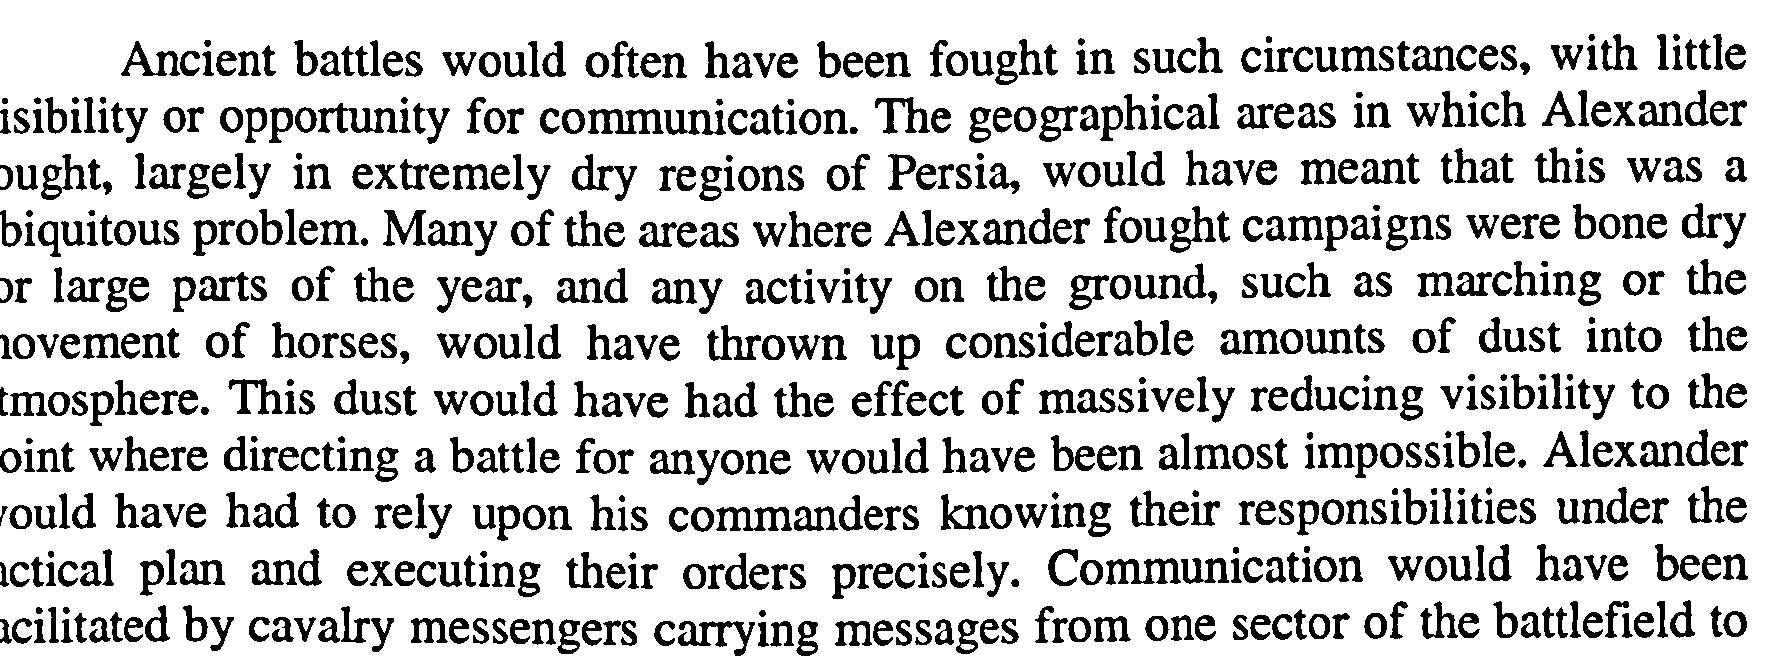 Ancient battles would often have been fought in such circumstances, with little
isibility or opportunity for communication. The geographical areas in which Alexander
ought, largely in extremely dry regions of Persia, would have meant that this was a
biquitous problem. Many of the areas where Alexander fought campaigns were bone dry
or large parts of the year, and any activity on the ground, such as marching or the
ovement of horses, would have thrown up considerable amounts of dust into the
tmosphere. This dust would have had the effect of massively reducing visibility to the
oint where directing a battle for anyone would have been almost impossible. Alexander
ould have had to rely upon his commanders knowing their responsibilities under the
actical plan and executing their orders precisely. Communication would have been
acilitated by cavalry messengers carrying messages from one sector of the battlefield to